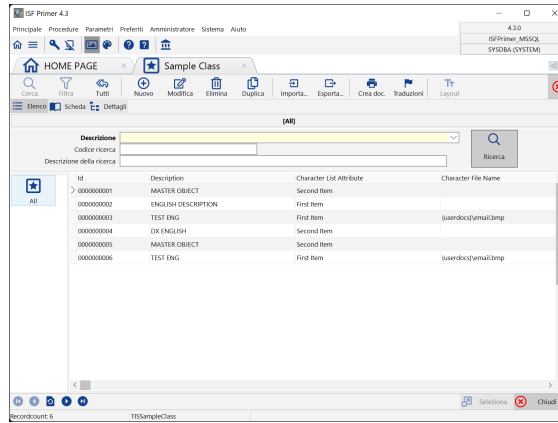 ISF Primer 4.3
Principale Procedure Parametri Preferiti Amministratore Sistema Aiuto
4.3.0
ISFPrimer_MSSQL
SYSDBA (SYSTEM)
HOME PAGE Sample Class
Cerca Filtra Tutti Nuovo Modifica Elimina Duplica Importa... Esporta... Crea doc. Traduzioni Layout
Elenco Scheda Dettagli
[All]
Descrizione
Codice ricerca
Descrizione della ricerca
Ricerca
All
Id Description Character List Attribute Character File Name
0000000001 MASTER OBJECT Second Item
0000000002 ENGLISH DESCRIPTION First Item
0000000003 TEST ENG First Item {userdocs}\email.bmp
0000000004 DX ENGLISH Second Item
0000000005 MASTER OBJECT Second Item
0000000006 TEST ENG First Item {userdocs}\email.bmp
Seleziona Chiudi
Recordcount: 6 TISSampleClass